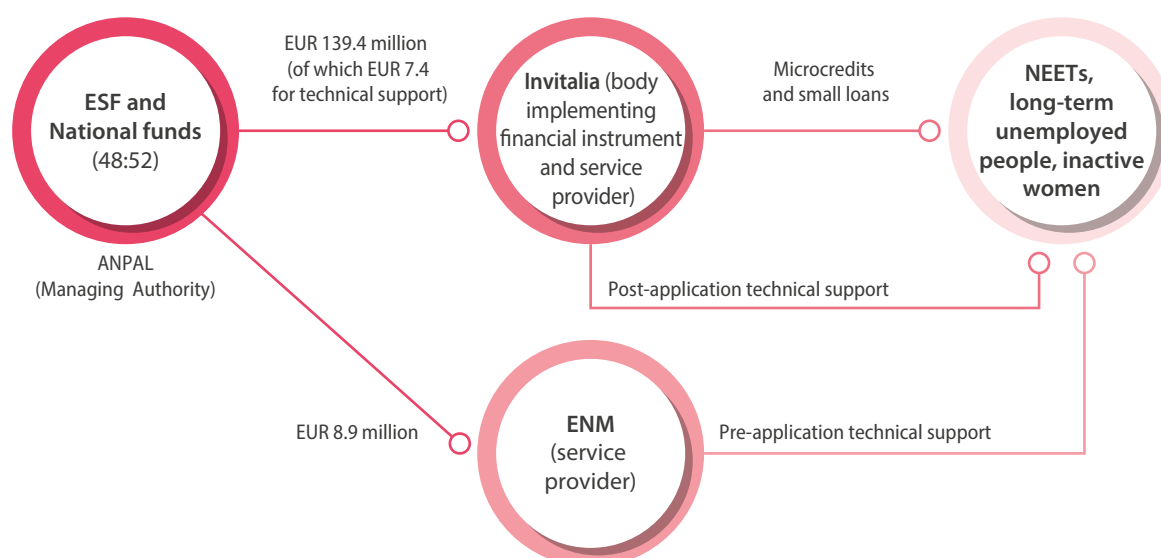 ESF and
National funds
(48:52)
ANPAL
(Managing Authority)
EUR 139.4 million
(of which EUR 7.4
for technical support)
Invitalia (body
implementing
financial instrument
and service
provider)
Microcredits
and small loans
NEETs,
long-term
unemployed
people, inactive
women
Post-application technical support
EUR 8.9 million
ENM
(service
provider)
Pre-application technical support